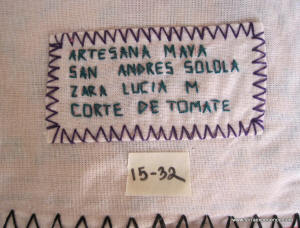 ARTESANA MAYA
SAN ANDRES SOLOLA
ZARA LUCIA M
CORTE DE TOMATE
15-32